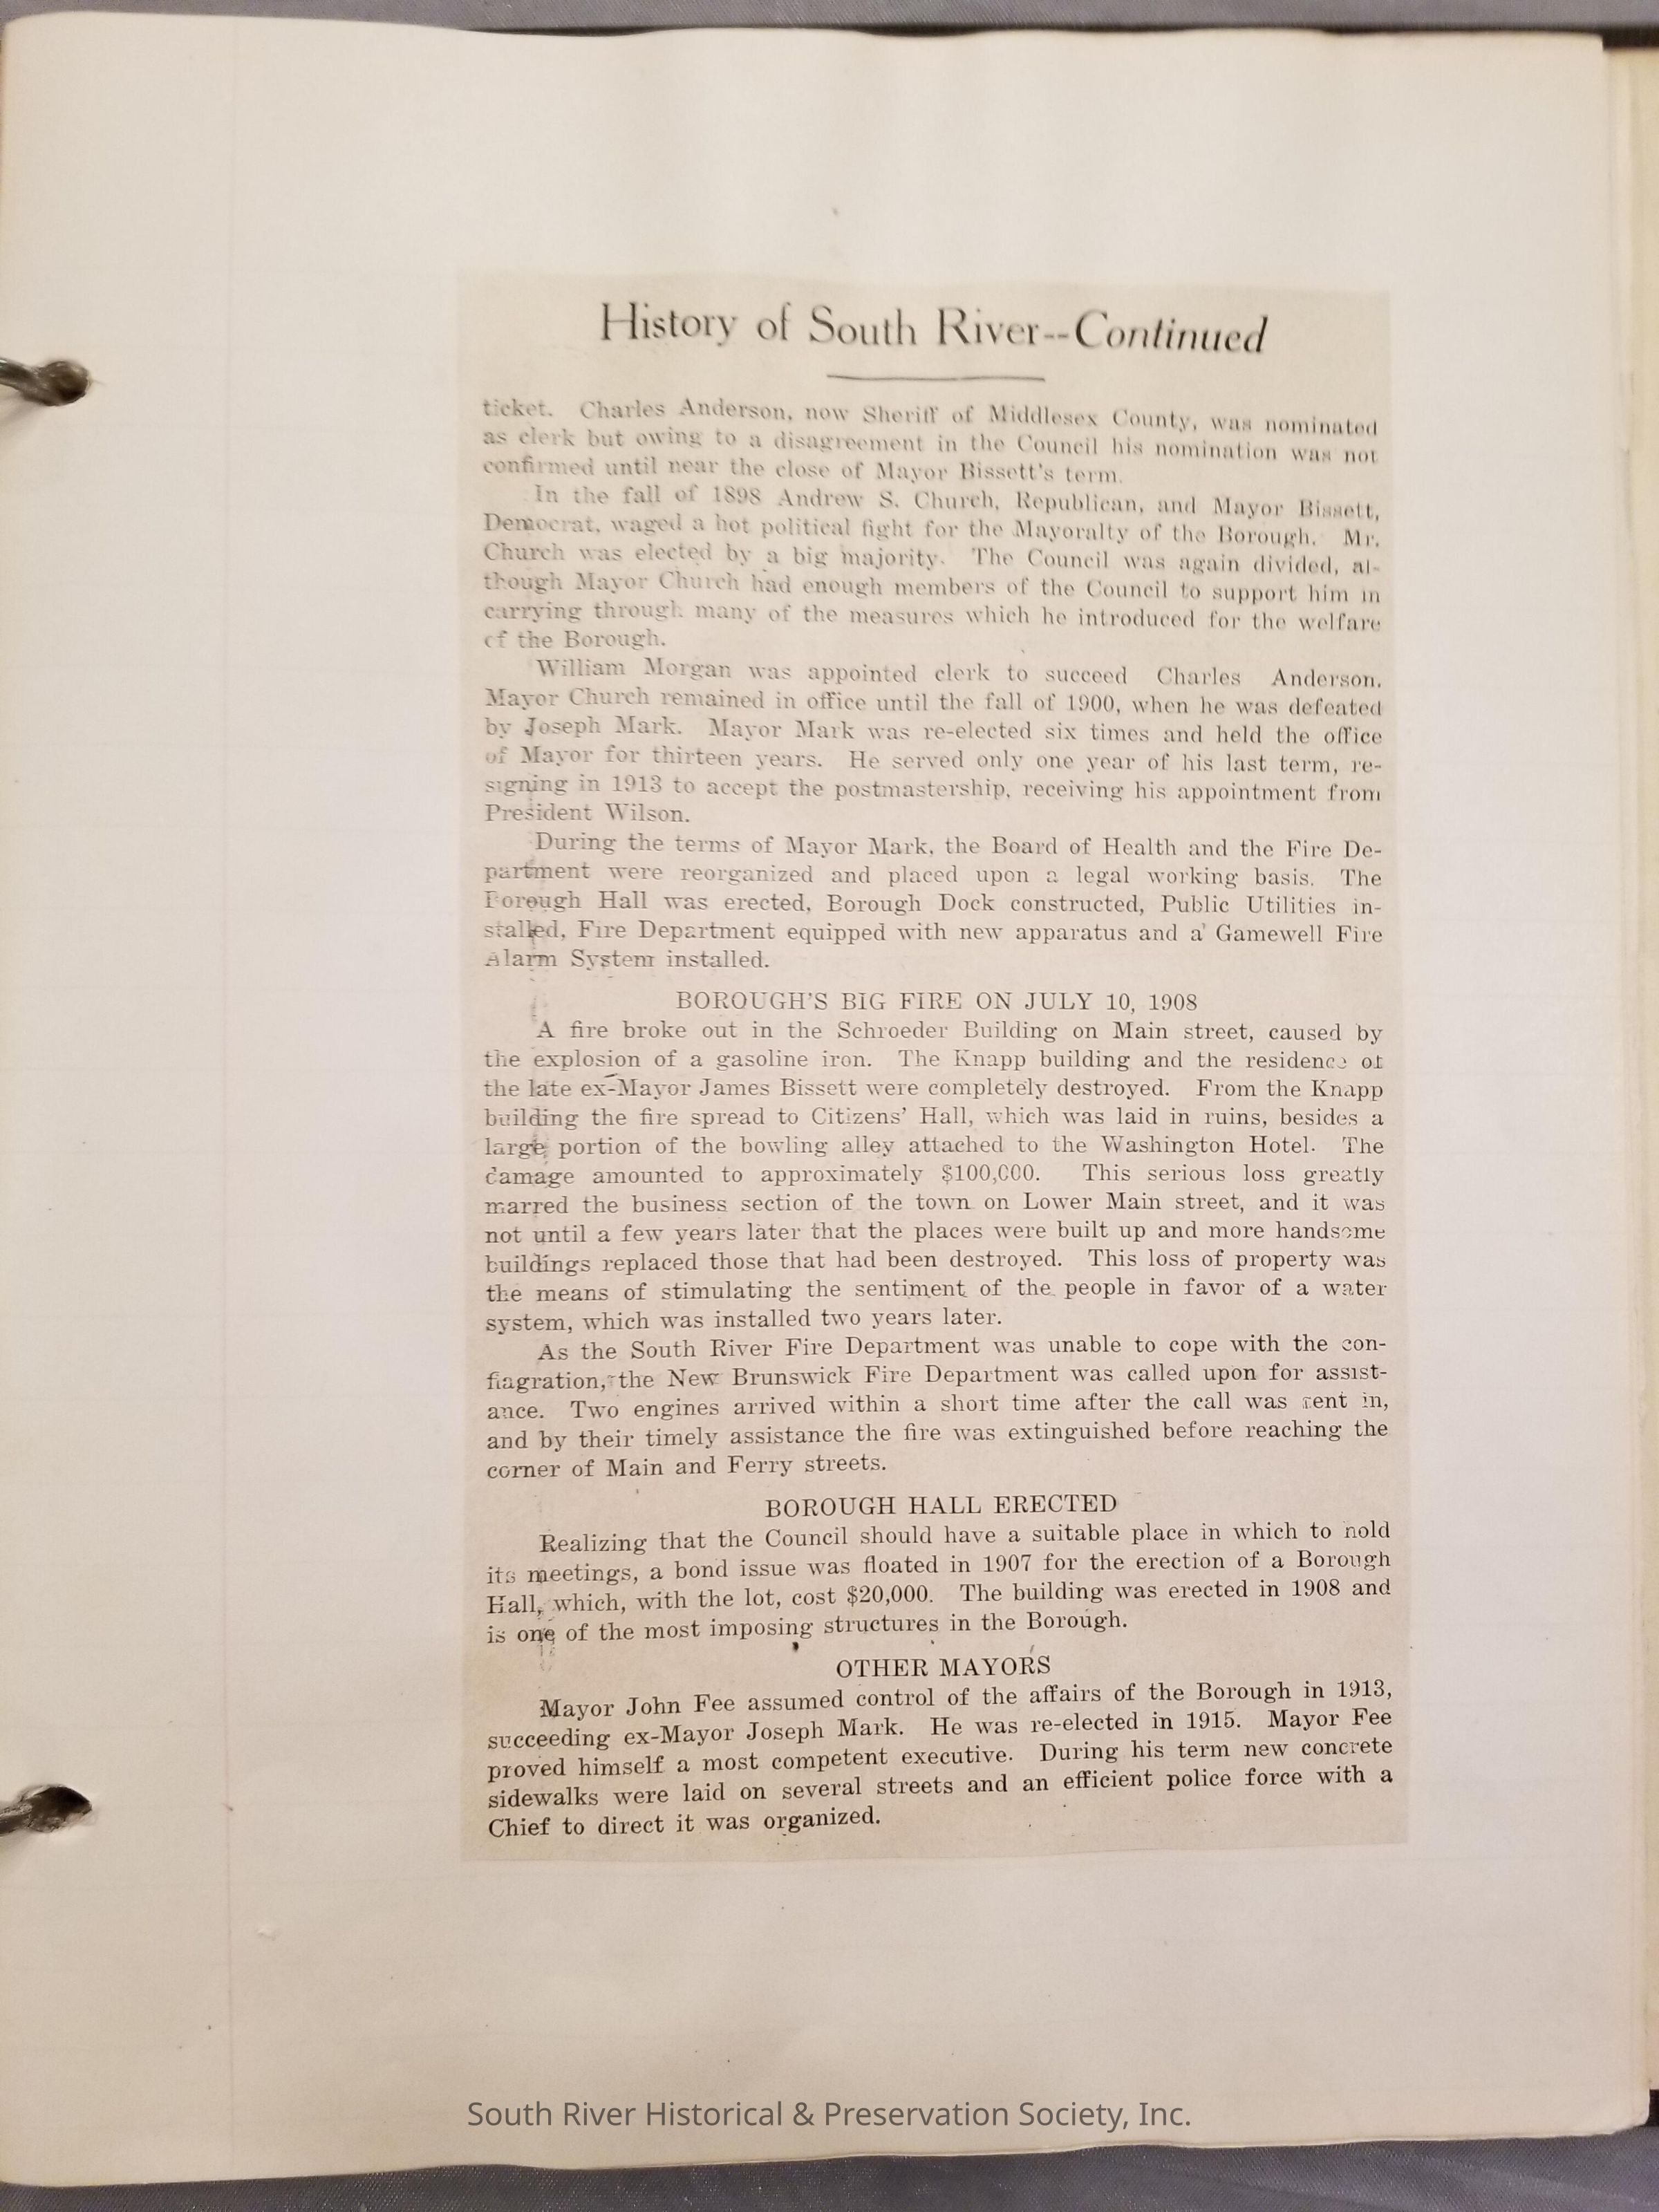 History of South River--Continued
ticket. Charles Anderson, now Sheriff of Middlesex County, was nominated
as clerk but owing to a disagreement in the Council his nomination was not
confirmed until near the close of Mayor Bissett's term.
In the fall of 1898 Andrew S. Church, Republican, and Mayor Bissett,
Democrat, waged a hot political fight for the Mayoralty of the Borough. Mr.
Church was elected by a big majority. The Council was again divided, al-
though Mayor Church had enough members of the Council to support him in
carrying through many of the measures which he introduced for the welfare
of the Borough.
William Morgan was appointed clerk to succeed Charles Anderson.
Mayor Church remained in office until the fall of 1900, when he was defeated
by Joseph Mark. Mayor Mark was re-elected six times and held the office
of Mayor for thirteen years. He served only one year of his last term, re-
signing in 1913 to accept the postmastership, receiving his appointment from
President Wilson.
During the terms of Mayor Mark, the Board of Health and the Fire De-
partment were reorganized and placed upon a legal working basis. The
Borough Hall was erected, Borough Dock constructed, Public Utilities in-
stalled, Fire Department equipped with new apparatus and a Gamewell Fire
Alarm System installed.
BOROUGH'S BIG FIRE ON JULY 10, 1908
A fire broke out in the Schroeder Building on Main street, caused by
the explosion of a gasoline iron. The Knapp building and the residence of
the late ex-Mayor James Bissett were completely destroyed. From the Knapp
building the fire spread to Citizens' Hall, which was laid in ruins, besides a
large portion of the bowling alley attached to the Washington Hotel. The
damage amounted to approximately $100,000. This serious loss greatly
marred the business section of the town on Lower Main street, and it was
not until a few years later that the places were built up and more handsome
buildings replaced those that had been destroyed. This loss of property was
the means of stimulating the sentiment of the people in favor of a water
system, which was installed two years later.
As the South River Fire Department was unable to cope with the con-
flagration, the New Brunswick Fire Department was called upon for assist-
ance. Two engines arrived within a short time after the call was sent in,
and by their timely assistance the fire was extinguished before reaching the
corner of Main and Ferry streets.
BOROUGH HALL ERECTED
Realizing that the Council should have a suitable place in which to hold
its meetings, a bond issue was floated in 1907 for the erection of a Borough
Hall, which, with the lot, cost $20,000. The building was erected in 1908 and
is one of the most imposing structures in the Borough.
OTHER MAYORS
Mayor John Fee assumed control of the affairs of the Borough in 1913,
succeeding ex-Mayor Joseph Mark. He was re-elected in 1915. Mayor Fee
proved himself a most competent executive. During his term new concrete
sidewalks were laid on several streets and an efficient police force with a
Chief to direct it was organized.
South River Historical & Preservation Society, Inc.